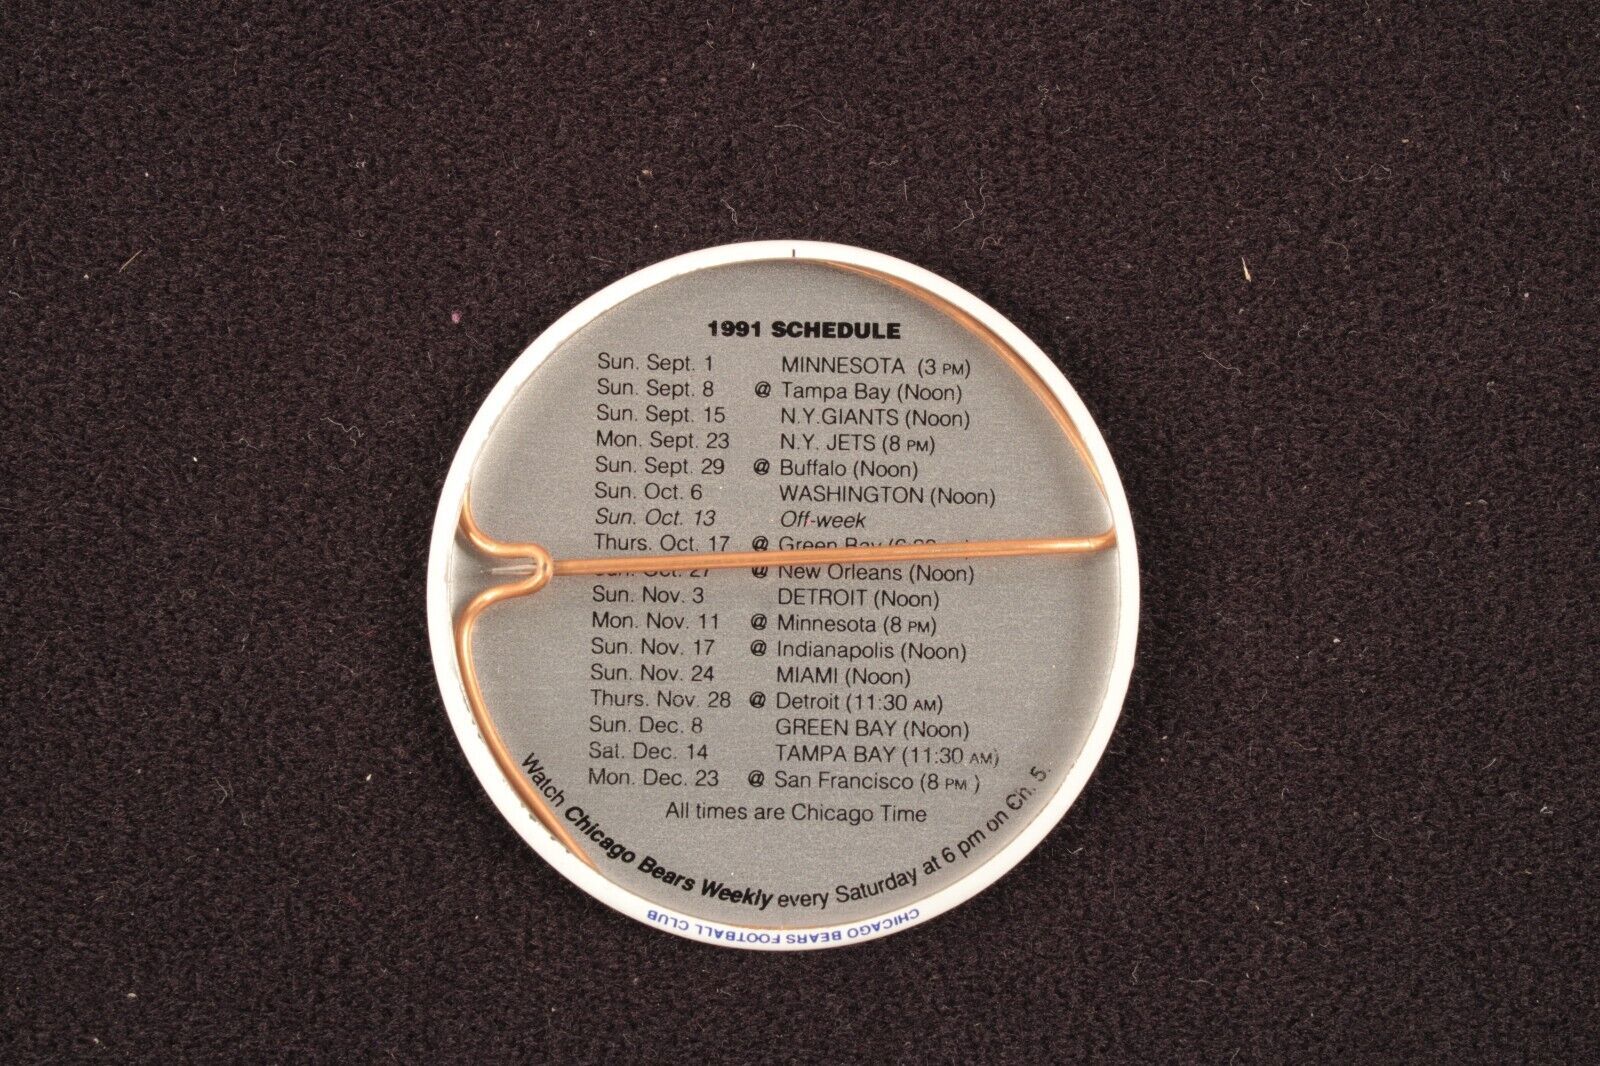 1991 SCHEDULE
Sun. Sept. 1 MINNESOTA (3 PM)
Sun. Sept. 8 @ Tampa Bay (Noon)
Sun. Sept. 15 N.Y.GIANTS (Noon)
Mon. Sept. 23 N.Y. JETS (8 PM)
Sun. Sept. 29 @ Buffalo (Noon)
Sun. Oct. 6 WASHINGTON (Noon)
Sun. Oct. 13 Off-week
Thurs. Oct. 17 @ Green Bay
Sun. Oct. 27 @ New Orleans (Noon)
Sun. Nov. 3 DETROIT (Noon)
Mon. Nov. 11 @ Minnesota (8 PM)
Sun. Nov. 17 @ Indianapolis (Noon)
Sun. Nov. 24 MIAMI (Noon)
Thurs. Nov. 28 @ Detroit (11:30 AM)
Sun. Dec. 8 GREEN BAY (Noon)
Sat. Dec. 14 TAMPA BAY (11:30 AM)
Mon. Dec. 23 @ San Francisco (8 PM )
All times are Chicago Time
Watch Chicago Bears Weekly every Saturday at 6 pm on Ch. 5.
CHICAGO BEARS FOOTBALL CLUB